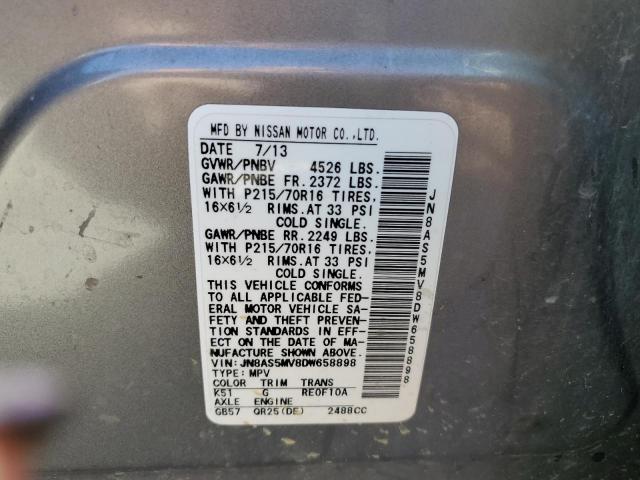 MFD BY NISSAN MOTOR CO.,LTD.
DATE 7/13
GVWR/PNBV 4526 LBS.
GAWR/PNBE FR. 2372 LBS.
WITH P215/70R16 TIRES,
16X6½ RIMS.AT 33 PSI
COLD SINGLE.
GAWR/PNBE RR. 2249 LBS.
WITH P215/70R16 TIRES,
16X6½ RIMS.AT 33 PSI
COLD SINGLE.
THIS VEHICLE CONFORMS
TO ALL APPLICABLE FED-
ERAL MOTOR VEHICLE SA-
FETY AND THEFT PREVEN-
TION STANDARDS IN EFF-
ECT ON THE DATE OF MA-
NUFACTURE SHOWN ABOVE.
VIN: JN8AS5MV8DW658898
TYPE: MPV
COLOR TRIM TRANS
K51 G RE0F10A
AXLE ENGINE
GB57 QR25(DE) 2488CC
JN8AS5MV8DW658898